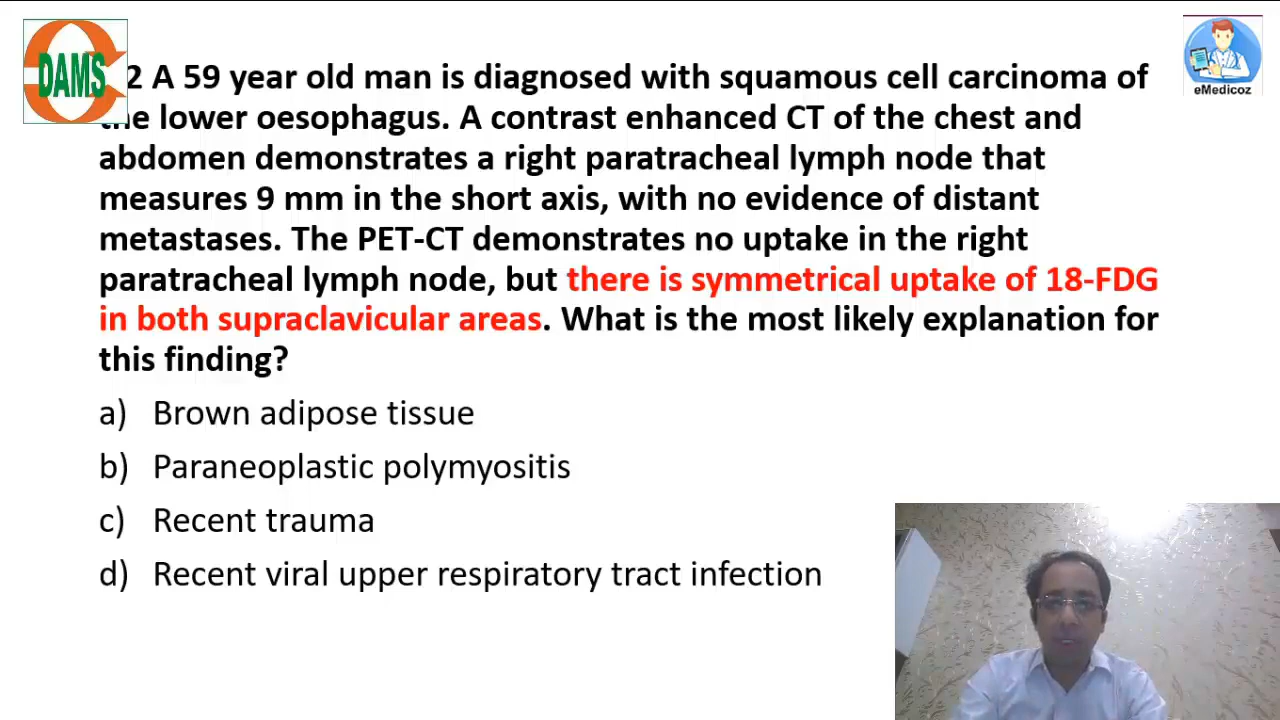 DAMS
eMedicoz
2 A 59 year old man is diagnosed with squamous cell carcinoma of
the lower oesophagus. A contrast enhanced CT of the chest and
abdomen demonstrates a right paratracheal lymph node that
measures 9 mm in the short axis, with no evidence of distant
metastases. The PET-CT demonstrates no uptake in the right
paratracheal lymph node, but there is symmetrical uptake of 18-FDG
in both supraclavicular areas. What is the most likely explanation for
this finding?
a) Brown adipose tissue
b) Paraneoplastic polymyositis
c) Recent trauma
d) Recent viral upper respiratory tract infection